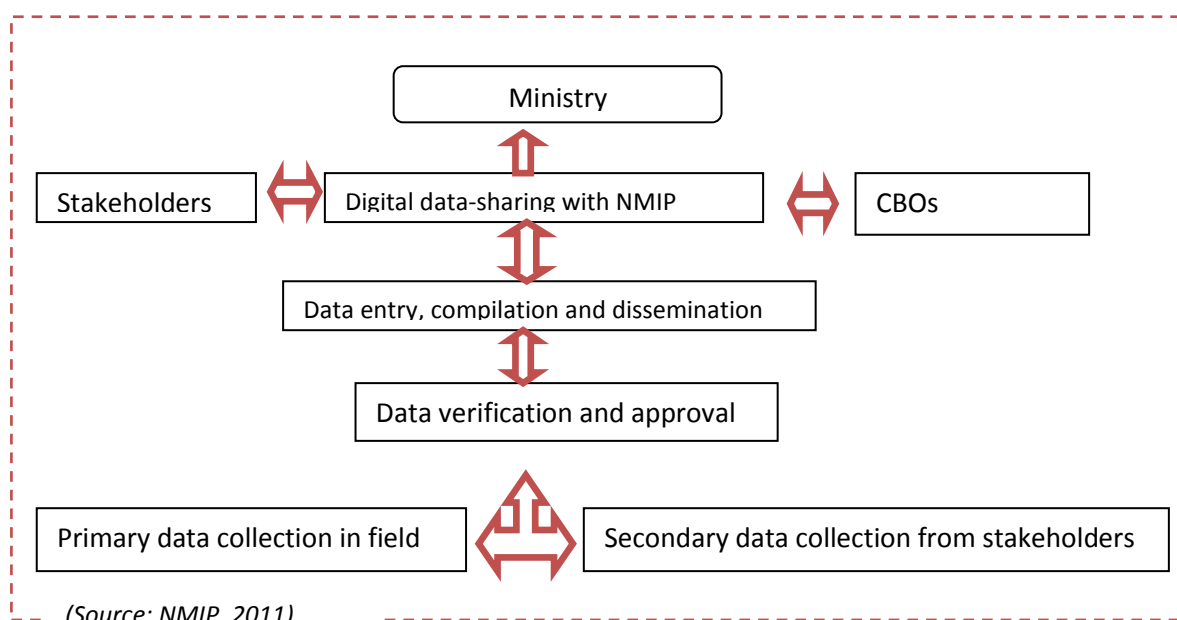 Ministry
Stakeholders
Digital data-sharing with NMIP
CBOs
Data entry, compilation and dissemination
Data verification and approval
Primary data collection in field
Secondary data collection from stakeholders
(Source: NMIP, 2011)